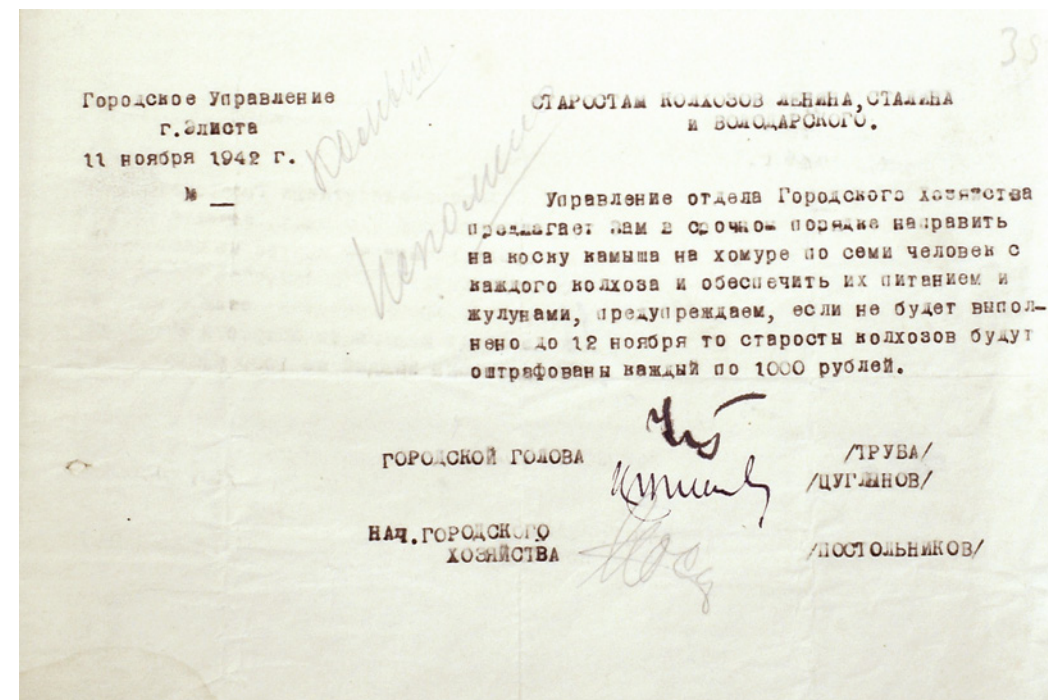 35
Городское Управление
г.Элиста
11 ноября 1942 г.
№ __
СТАРОСТАМ КОЛХОЗОВ ЛЕНИНА, СТАЛИНА
И ВОЛОДАРСКОГО.
Управление отдела Городского Хозяйства
предлагает Вам в срочном порядке направить
на коску камыша на хомуре по семи человек с
каждого колхоза и обеспечить их питанием и
жулунами, предупреждаем, если не будет выпол-
нено до 12 ноября то старосты колхозов будут
оштрафованы каждый по 1000 рублей.
ГОРОДСКОЙ ГОЛОВА
/ТРУБА/
/ЦУГЛИНОВ/
НАЧ.ГОРОДСКОГО
ХОЗЯЙСТВА
/ПОСТОЛЬНИКОВ/